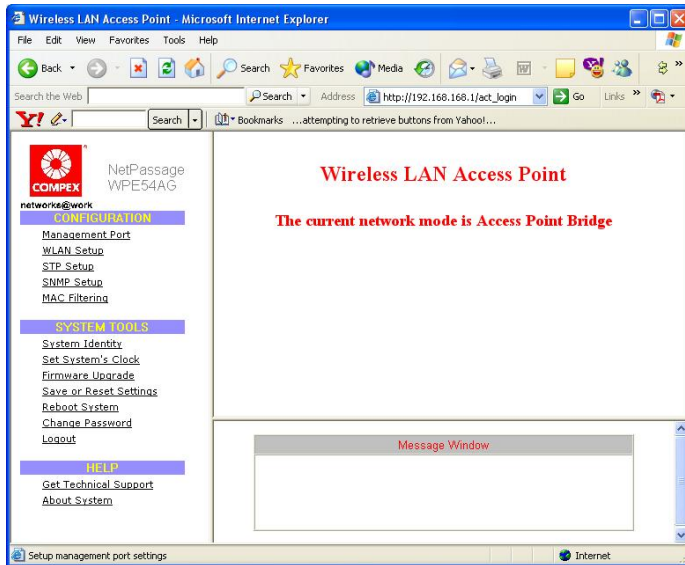 Wireless LAN Access Point - Microsoft Internet Explorer
File Edit View Favorites Tools Help
Back Search Favorites Media
Search the Web Search Address http://192.168.168.1/act_login Go Links »
Y! Search Bookmarks ...attempting to retrieve buttons from Yahoo!...
COMPEX
networks@work
NetPassage
WPE54AG
CONFIGURATION
Management Port
WLAN Setup
STP Setup
SNMP Setup
MAC Filtering
SYSTEM TOOLS
System Identity
Set System's Clock
Firmware Upgrade
Save or Reset Settings
Reboot System
Change Password
Logout
HELP
Get Technical Support
About System
Wireless LAN Access Point
The current network mode is Access Point Bridge
Message Window
Setup management port settings Internet